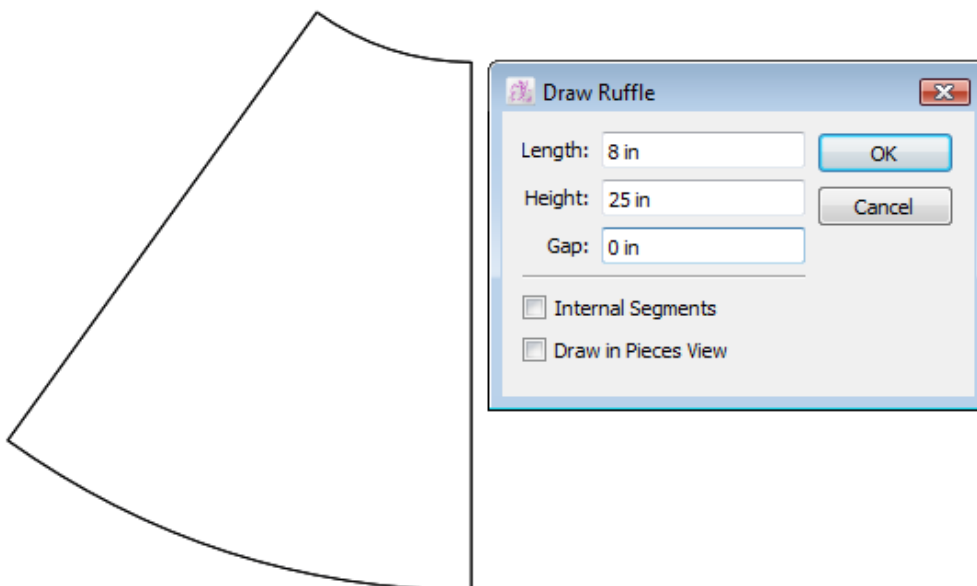 Draw Ruffle
Length: 8 in
OK
Height: 25 in
Cancel
Gap: 0 in
Internal Segments
Draw in Pieces View